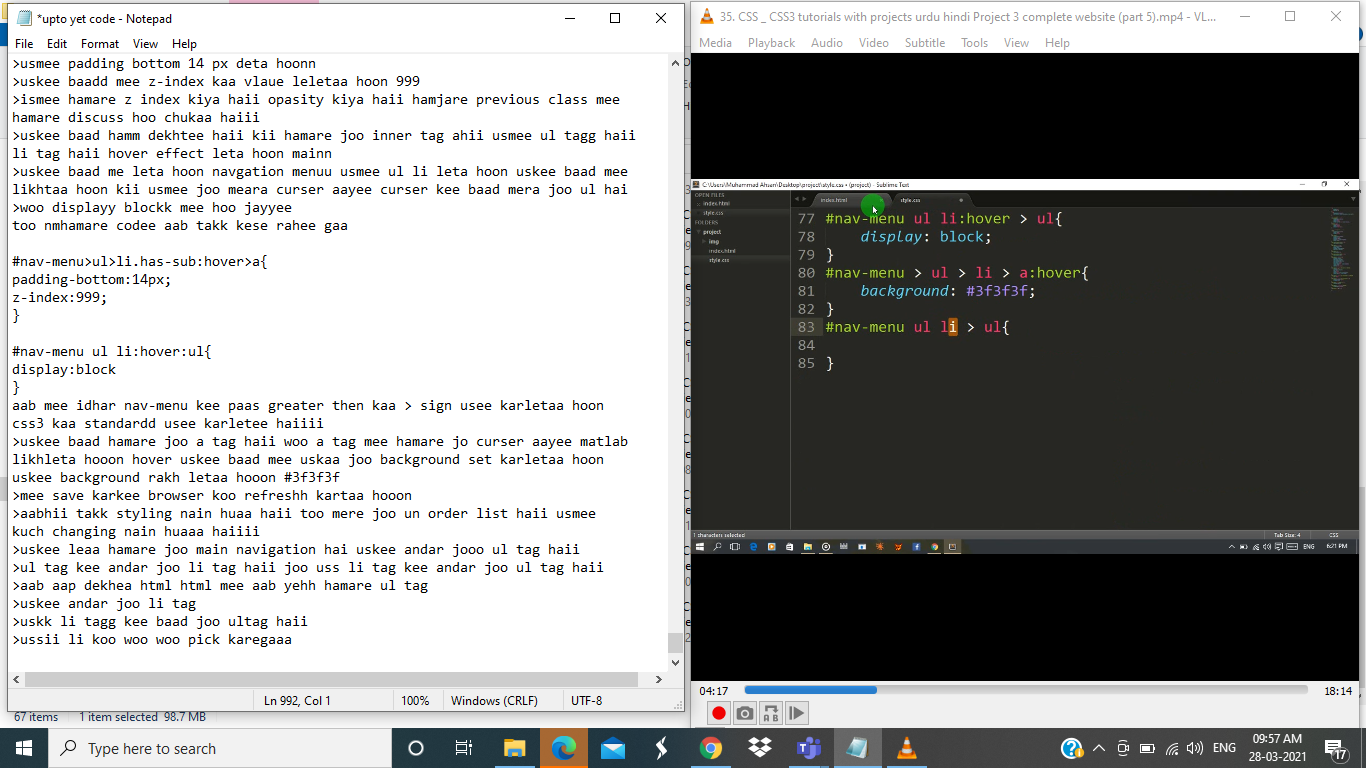 *upto yet code - Notepad
File Edit Format View Help
>usmee padding bottom 14 px deta hoonn
>uskee baadd mee z-index kaa vlaue leletaa hoon 999
>ismee hamare z index kiya haii opasity kiya haii hamjare previous class mee
hamare discuss hoo chukaa haiii
>uskee baad hamm dekhtee haii kii hamare joo inner tag ahii usmee ul tagg haii
li tag haii hover effect leta hoon mainn
>uskee baad me leta hoon navgation menuu usmee ul li leta hoon uskee baad mee
likhtaa hoon kii usmee joo meara curser aayee curser kee baad mera joo ul hai
>woo displayy blockk mee hoo jayyee
too nmhamare codee aab takk kese rahee gaa
#nav-menu>ul>li.has-sub:hover>a{
padding-bottom:14px;
z-index:999;
}
#nav-menu ul li:hover:ul{
display:block
}
aab mee idhar nav-menu kee paas greater then kaa > sign usee karletaa hoon
css3 kaa standardd usee karletee haiiii
>uskee baad hamare joo a tag haii woo a tag mee hamare jo curser aayee matlab
likhleta hooon hover uskee baad mee uskaa joo background set karletaa hoon
uskee background rakh letaa hooon #3f3f3f
>mee save karkee browser koo refreshh kartaa hooon
>aabhii takk styling nain huaa haii too mere joo un order list haii usmee
kuch changing nain huaaa haiiii
>uskee leaa hamare joo main navigation hai uskee andar jooo ul tag haii
>ul tag kee andar joo li tag haii joo uss li tag kee andar joo ul tag haii
>aab aap dekhea html html mee aab yehh hamare ul tag
>uskee andar joo li tag
>uskk li tagg kee baad joo ultag haii
>ussii li koo woo woo pick karegaaa
Ln 992, Col 1 100% Windows (CRLF) UTF-8
67 items 1 item selected 98.7 MB
35. CSS _ CSS3 tutorials with projects urdu hindi Project 3 complete website (part 5).mp4 - VL...
Media Playback Audio Video Subtitle Tools View Help
C:\Users\Muhammad Ahsan\Desktop\project\style.css • (project) - Sublime Text
OPEN FILES
index.html
style.css
FOLDERS
project
img
index.html
style.css
index.html style.css
77 #nav-menu ul li:hover > ul{
78 display: block;
79 }
80 #nav-menu > ul > li > a:hover{
81 background: #3f3f3f;
82 }
83 #nav-menu ul li > ul{
84
85 }
1 characters selected Tab Size: 4 CSS
ENG 6:21 PM
04:17 18:14
Type here to search
ENG 09:57 AM
28-03-2021
17